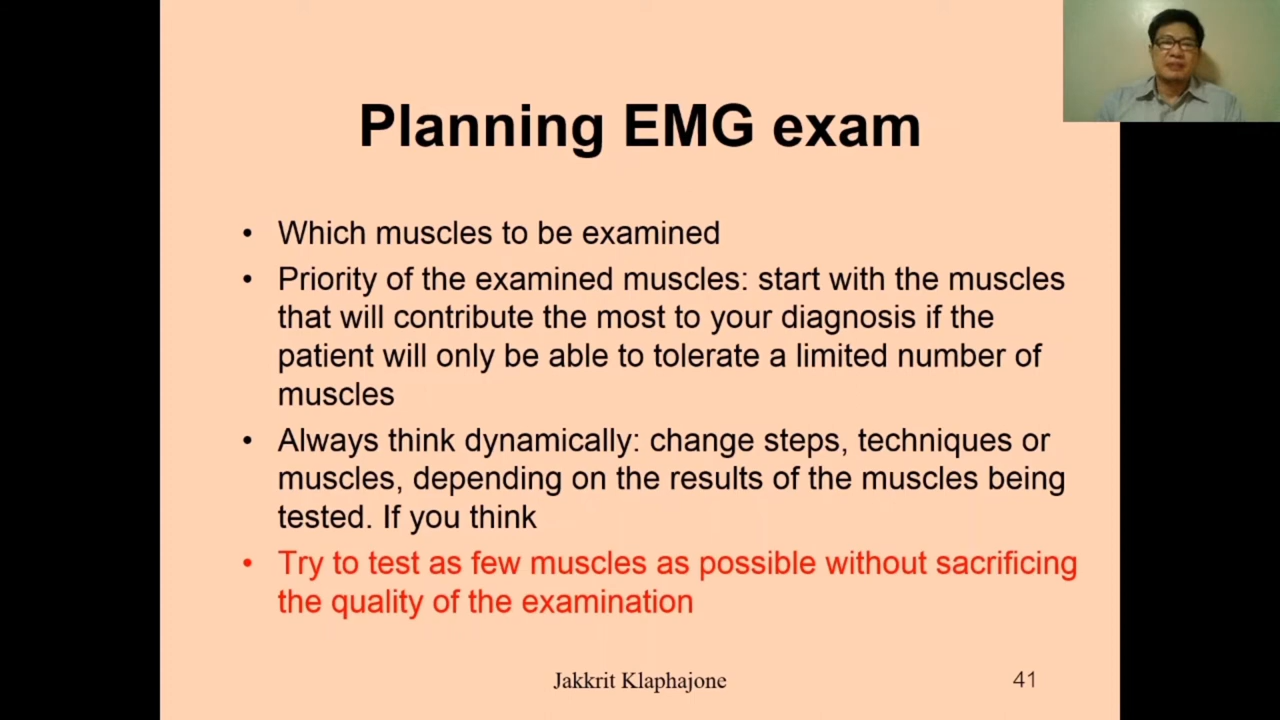 Planning EMG exam
• Which muscles to be examined
• Priority of the examined muscles: start with the muscles
that will contribute the most to your diagnosis if the
patient will only be able to tolerate a limited number of
muscles
• Always think dynamically: change steps, techniques or
muscles, depending on the results of the muscles being
tested. If you think
• Try to test as few muscles as possible without sacrificing
the quality of the examination
Jakkrit Klaphajone
41